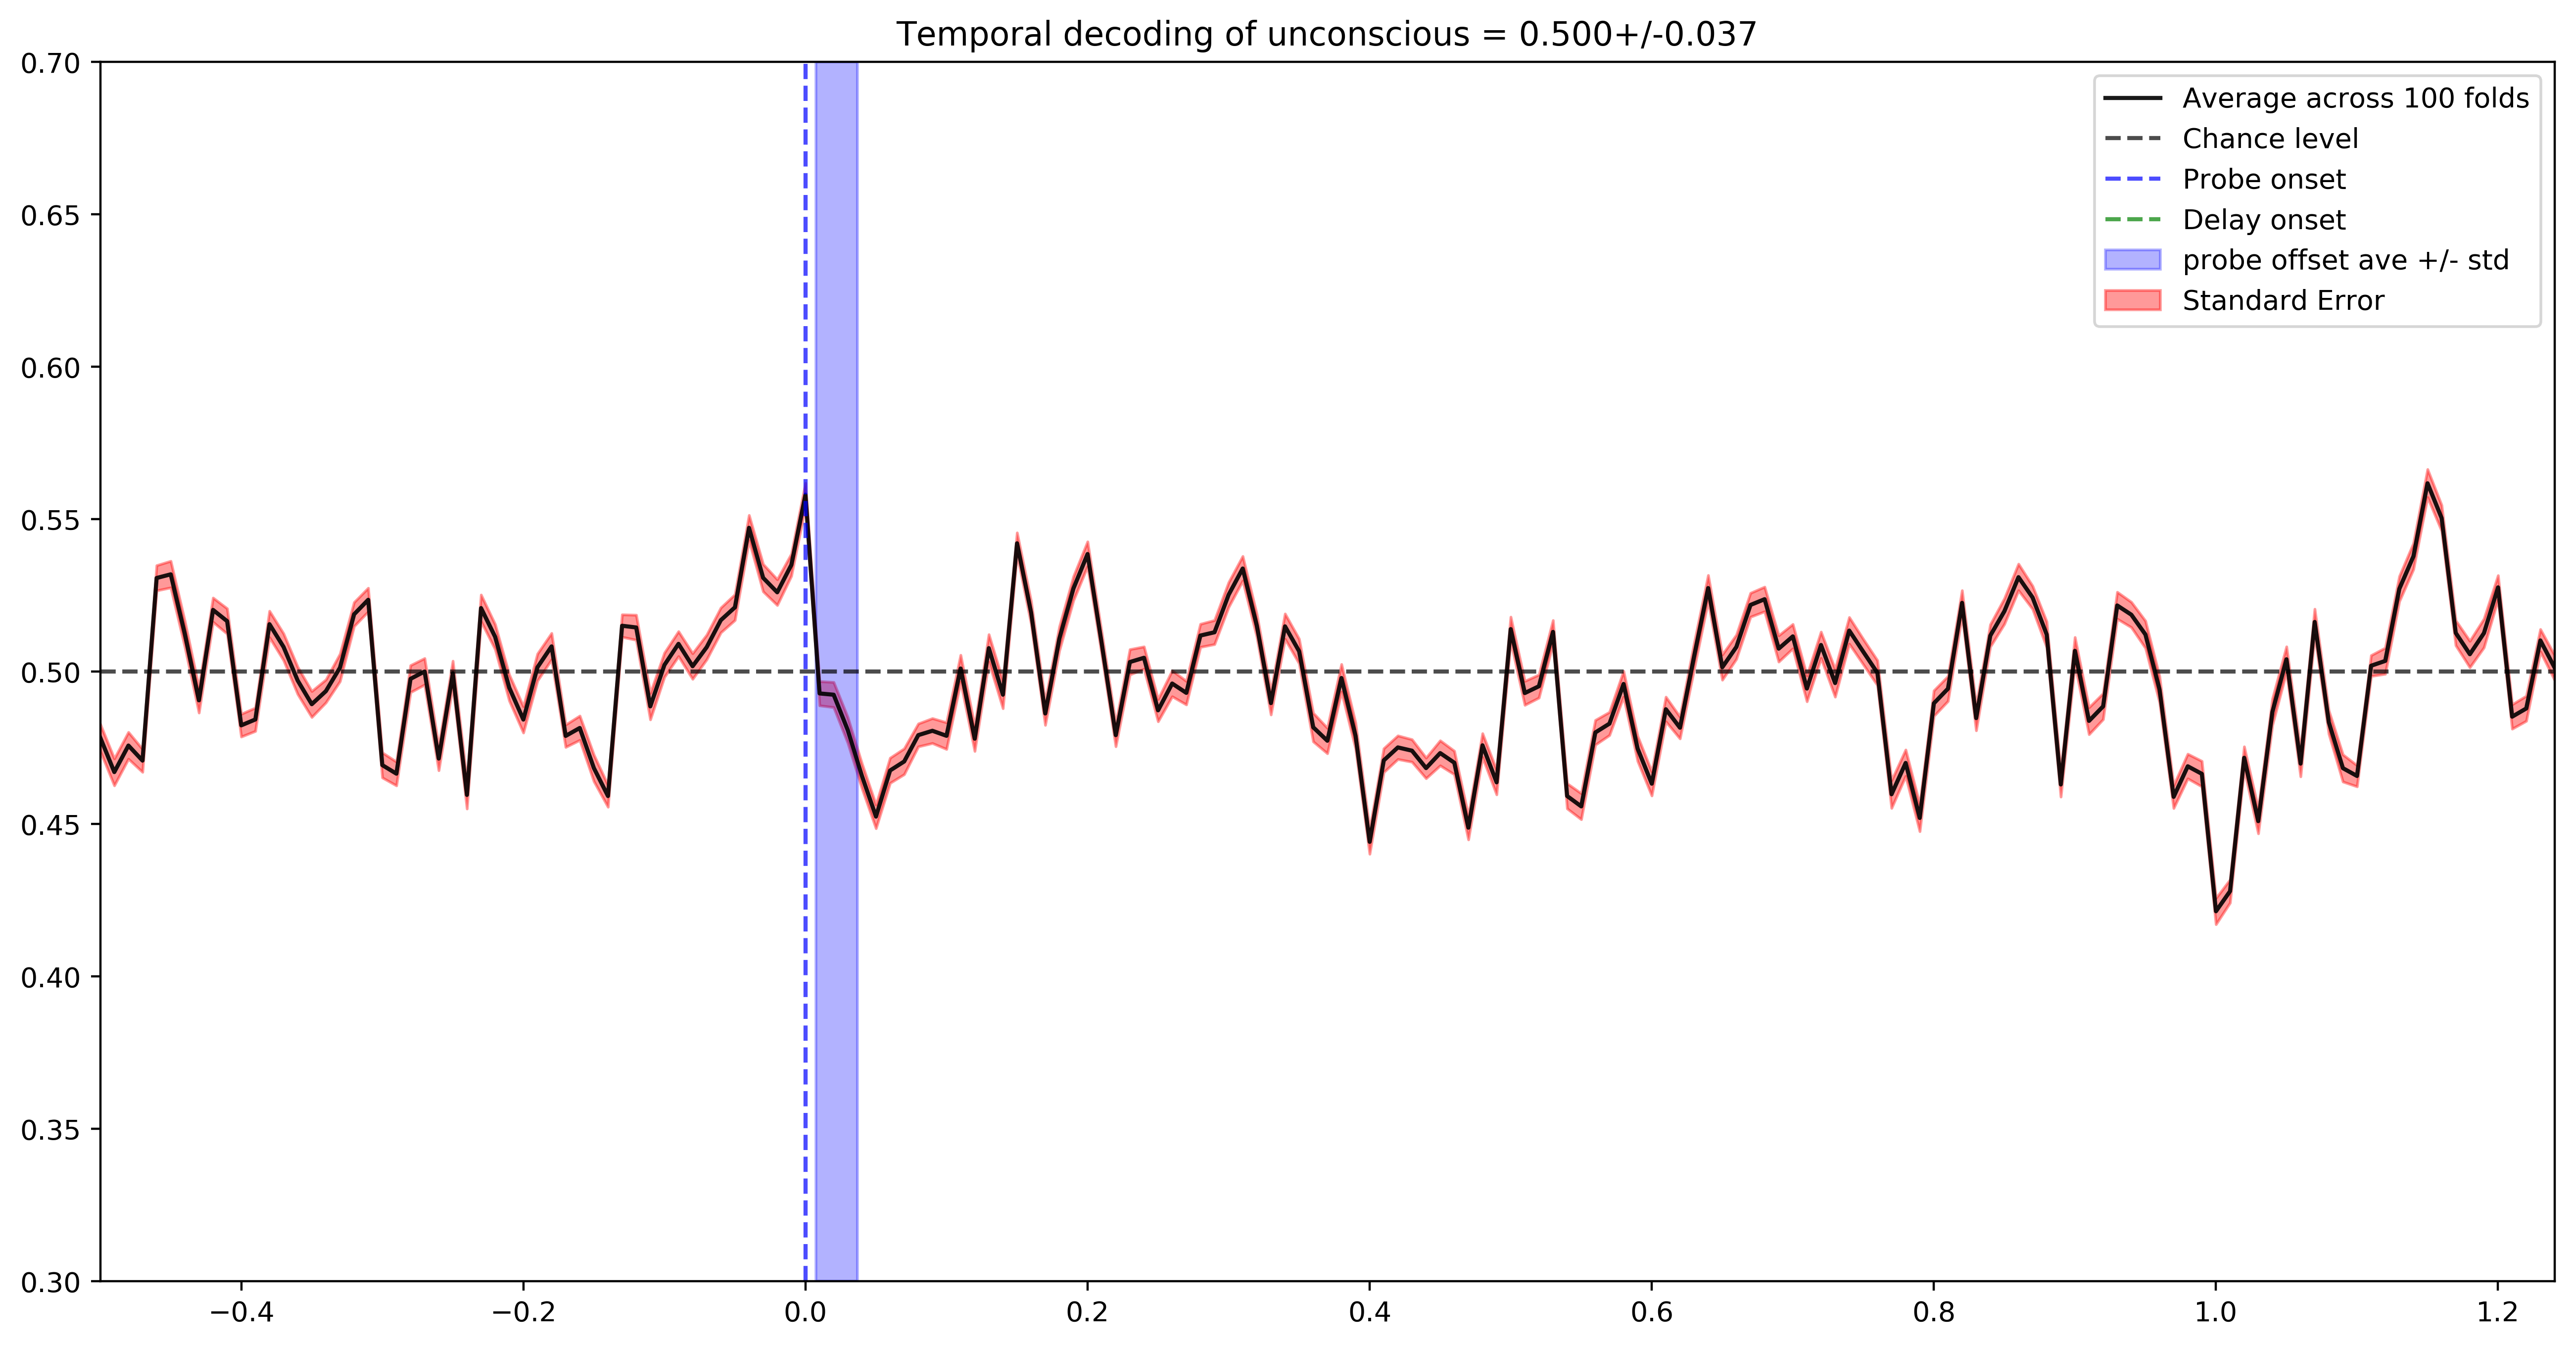 Temporal decoding of unconscious = 0.500+/-0.037
0.70
0.65
0.60
0.55
0.50
0.45
0.40
0.35
0.30
Average across 100 folds
Chance level
Probe onset
Delay onset
probe offset ave +/- std
Standard Error
−0.4
−0.2
0.0
0.2
0.4
0.6
0.8
1.0
1.2